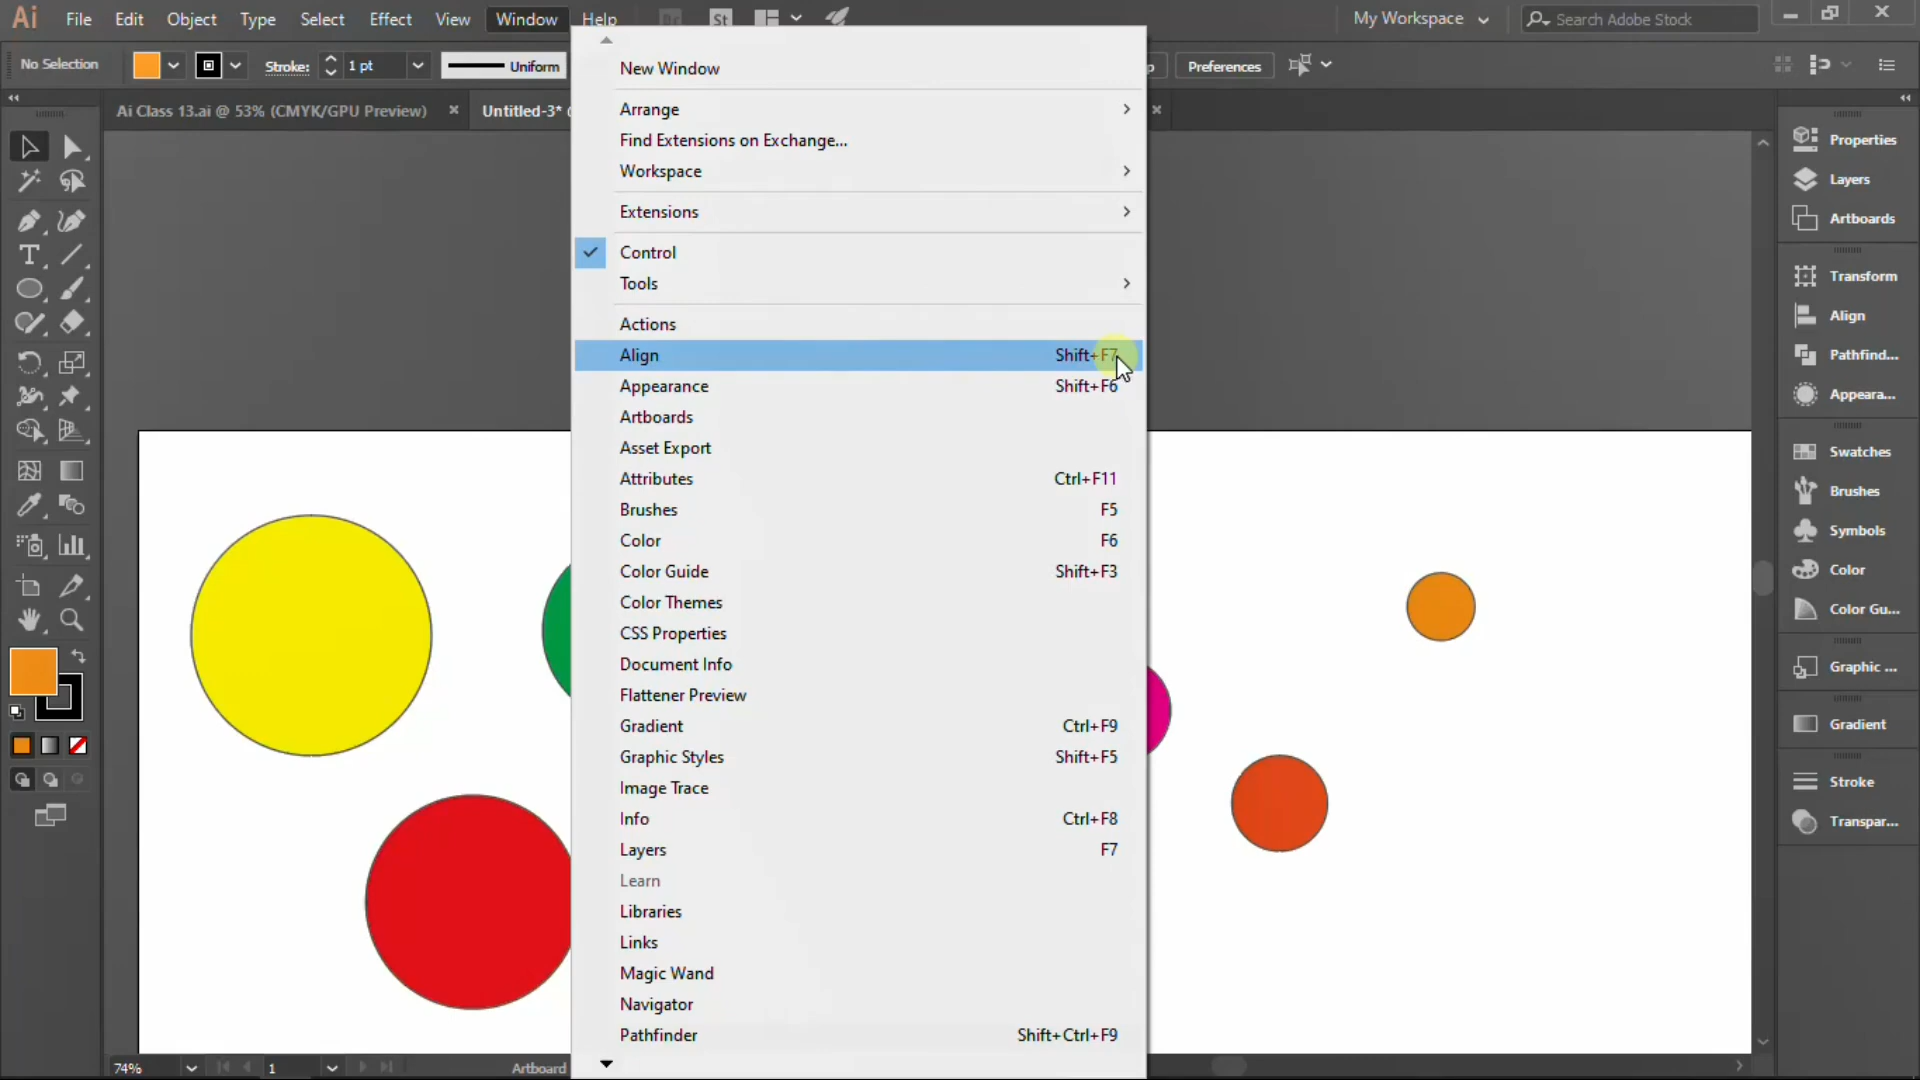 Ai File Edit Object Type Select Effect View Window Help Br St My Workspace Search Adobe Stock
No Selection Stroke: 1 pt Uniform Preferences
Ai Class 13.ai @ 53% (CMYK/GPU Preview) Untitled-3*
New Window
Arrange
Find Extensions on Exchange...
Workspace
Extensions
Control
Tools
Actions
Align Shift+F7
Appearance Shift+F6
Artboards
Asset Export
Attributes Ctrl+F11
Brushes F5
Color F6
Color Guide Shift+F3
Color Themes
CSS Properties
Document Info
Flattener Preview
Gradient Ctrl+F9
Graphic Styles Shift+F5
Image Trace
Info Ctrl+F8
Layers F7
Learn
Libraries
Links
Magic Wand
Navigator
Pathfinder Shift+Ctrl+F9
Properties
Layers
Artboards
Transform
Align
Pathfind...
Appeara...
Swatches
Brushes
Symbols
Color
Color Gu...
Graphic ...
Gradient
Stroke
Transpar...
74% 1 Artboard